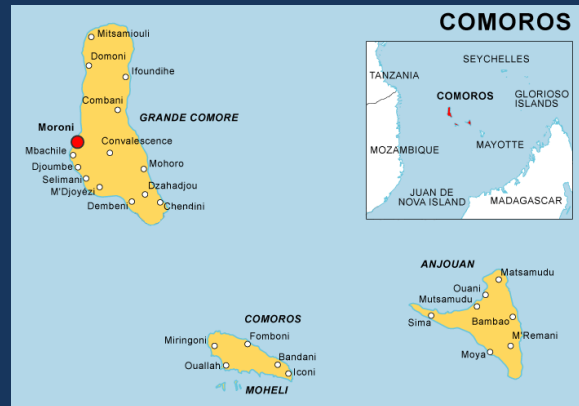 COMOROS
Mitsamiouli
Domoni
Ifoundihe
Combani
GRANDE COMORE
Moroni
Convalescence
Mbachile
Djoumbe
Mohoro
Selimani
M'Djoyézi
Dzahadjou
Dembeni
Chendini
SEYCHELLES
TANZANIA
COMOROS
GLORIOSO
ISLANDS
MOZAMBIQUE
MAYOTTE
JUAN DE
NOVA ISLAND
MADAGASCAR
ANJOUAN
Matsamudu
Ouani
Mutsamudu
Sima
Bambao
M'Remani
Moya
COMOROS
Miringoni
Fomboni
Ouallah
Bandani
Iconi
MOHELI